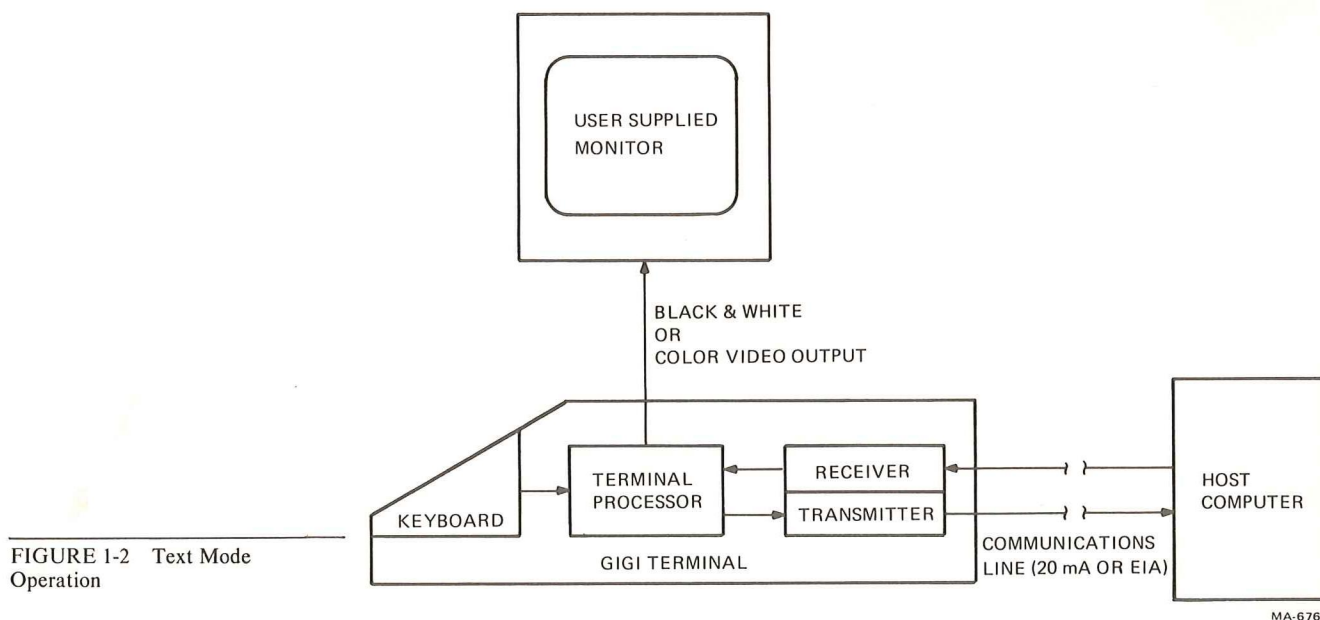 USER SUPPLIED
MONITOR
BLACK & WHITE
OR
COLOR VIDEO OUTPUT
KEYBOARD
TERMINAL
PROCESSOR
RECEIVER
TRANSMITTER
GIGI TERMINAL
COMMUNICATIONS
LINE (20 mA OR EIA)
HOST
COMPUTER
FIGURE 1-2 Text Mode
Operation
MA-676